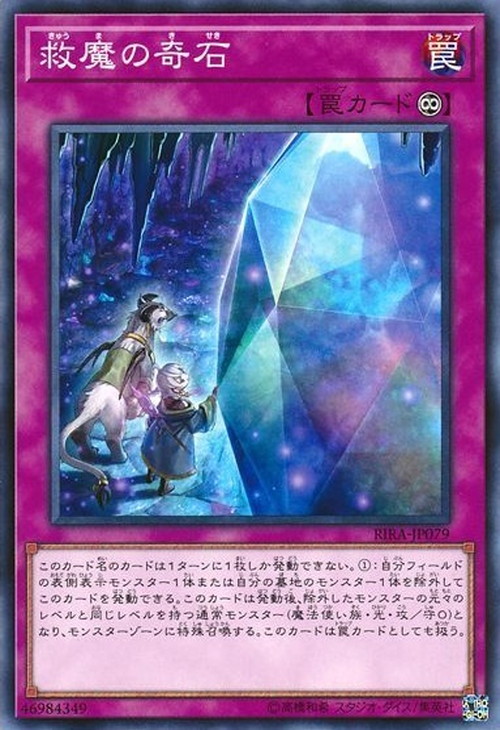 救魔の奇石
罠
【罠カード】
RIRA-JP079
このカード名のカードは1ターンに1枚しか発動できない。①:自分フィールド
の表側表示モンスター1体または自分の墓地のモンスター1体を除外して
このカードを発動できる。このカードは発動後、除外したモンスターの元々の
レベルと同じレベルを持つ通常モンスター(魔法使い族・光・攻/守0)と
なり、モンスターゾーンに特殊召喚する。このカードは罠カードとしても扱う。
46984349
©高橋和希 スタジオ・ダイス/集英社